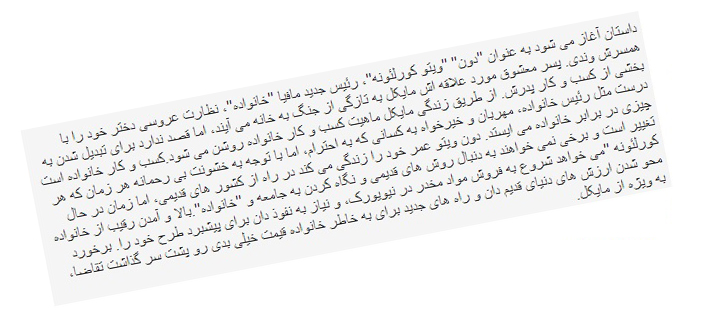 داستان آغاز می شود به عنوان "دون" "ویتو کورلئونه"، رئیس جدید مافیا "خانواده"، نظارت عروسی دختر خود را با
همسرش وندی. پسر معشوق مورد علاقه اش مایکل به تازگی از جنگ به خانه می آیند، اما قصد ندارد برای تبدیل شدن به
بخشی از کسب و کار پدرش. از طریق زندگی مایکل ماهیت کسب و کار خانواده روشن می شود.کسب و کار خانواده است
درست مثل رئیس خانواده، مهربان و خیرخواه به کسانی که به احترام، اما با توجه به خشونت بی رحمانه هر زمان که هر
چیزی در برابر خانواده می ایستد. دون ویتو عمر خود را زندگی می کند در راه از کشور های قدیمی، اما زمان در حال
تغییر است و برخی نمی خواهند به دنبال روش های قدیمی و نگاه کردن به جامعه و "خانواده".بالا و آمدن رقیب از خانواده
کورلئونه "می خواهد شروع به فروش مواد مخدر در نیویورک، و نیاز به نفوذ دان برای پیشبرد طرح خود را. برخورد
محو شدن ارزش های دنیای قدیم دان و راه های جدید برای به خاطر خانواده قیمت خیلی بدی رو پشت سر گذاشت تقاضا،
به ویژه از مایکل.